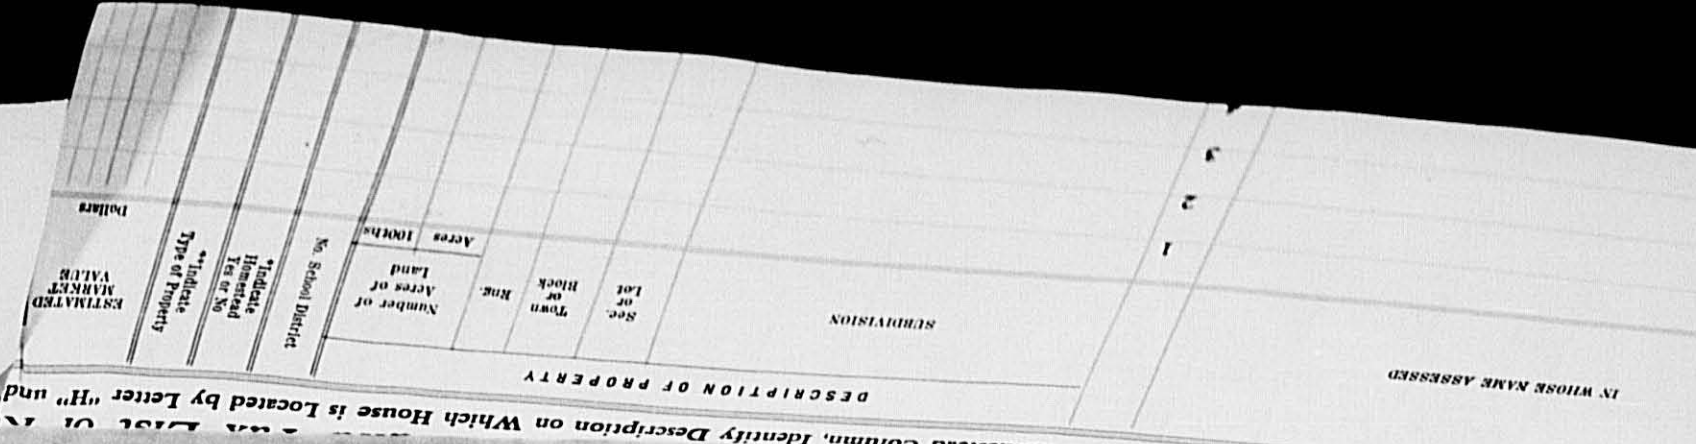 Column, Identify Description on Which House is Located by Letter "H" und
IN WHOSE NAME ASSESSED
DESCRIPTION OF PROPERTY
SUBDIVISION
Sec.
or
Lot
Town
or
Block
Rng.
Number of
Acres of
Land
Acres
100ths
No. School District
*Indicate
Homestead
Yes or No
**Indicate
Type of Property
ESTIMATED
MARKET
VALUE
Dollars
1
2
3